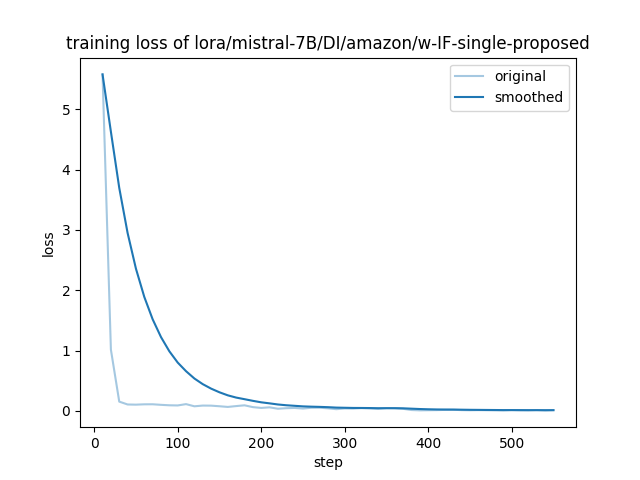 training loss of lora/mistral-7B/DI/amazon/w-IF-single-proposed
original
smoothed
5
4
3
2
1
0
loss
0
100
200
300
400
500
step